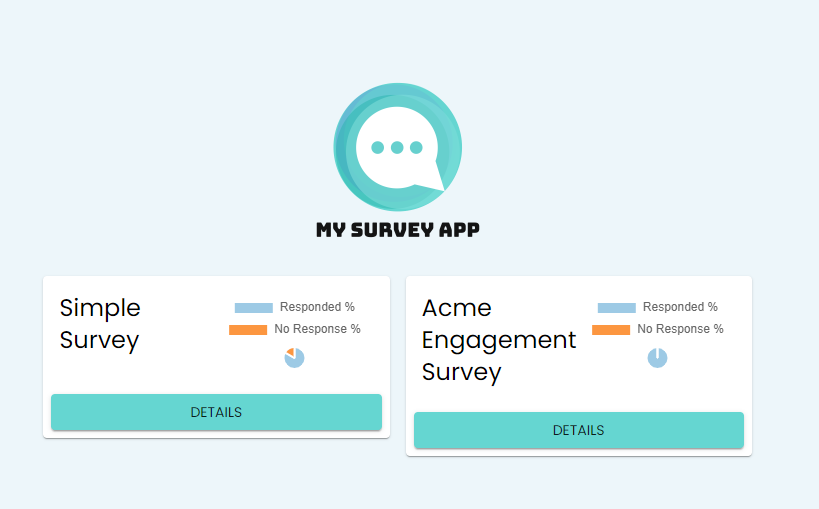 MY SURVEY APP
Simple
Survey
Responded %
No Response %
DETAILS
Acme
Engagement
Survey
Responded %
No Response %
DETAILS